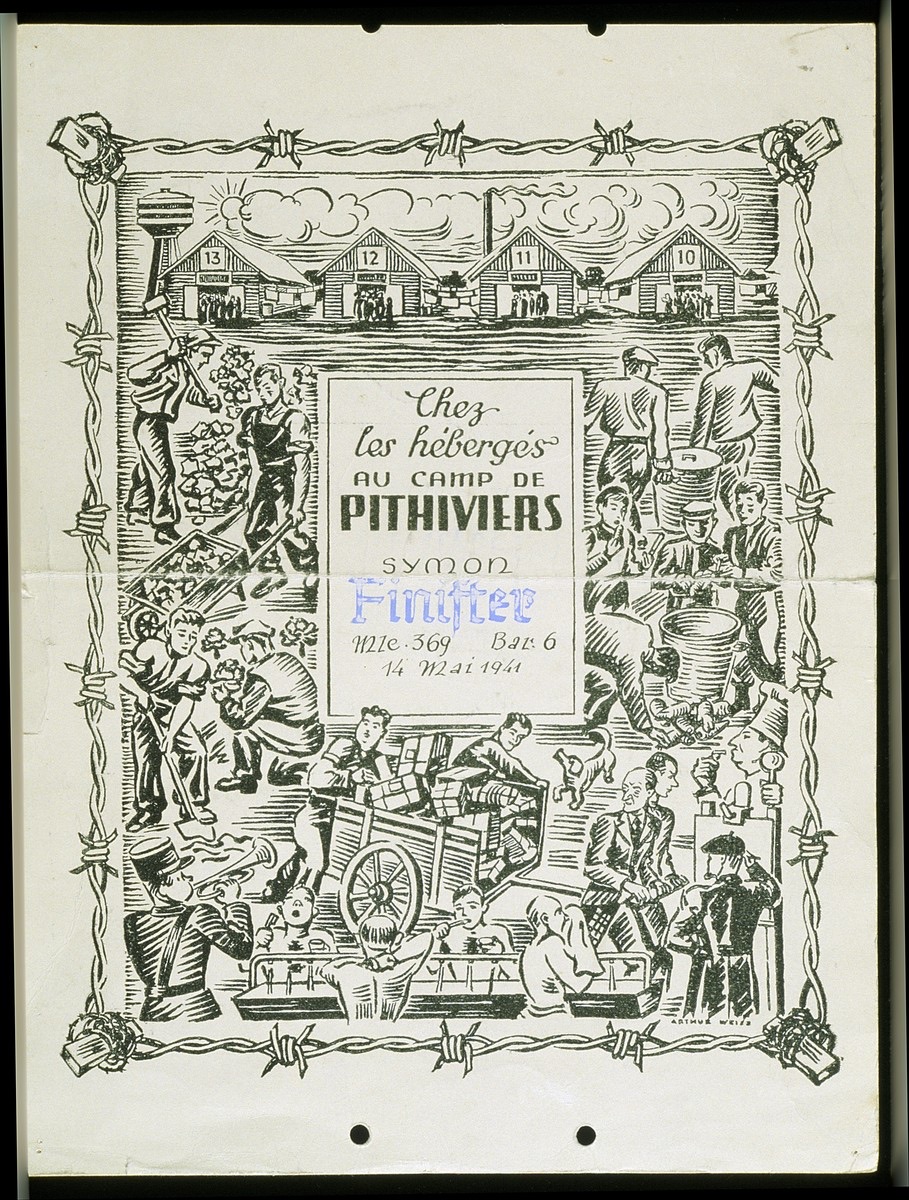 13 12 11 10
Chez
les hébergés
AU CAMP DE
PITHIVIERS
SYMON
Finifter
Mle. 369 Bar. 6
14 Mai 1941
ARTHUR WEISZ